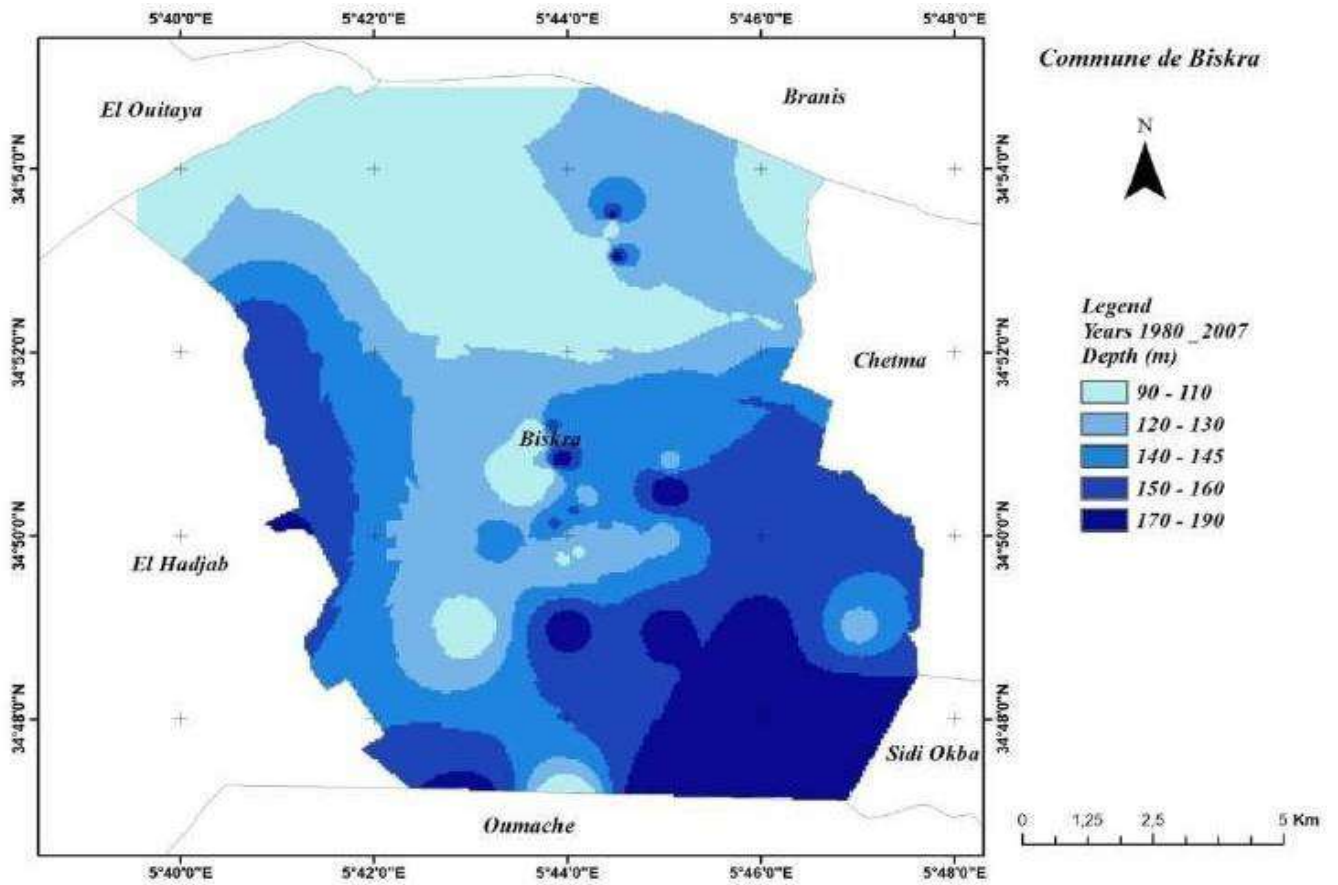 5°40'0"E 5°42'0"E 5°44'0"E 5°46'0"E 5°48'0"E
Commune de Biskra
El Ouitaya
Branis
N
34°54'0"N 34°54'0"N
Legend
Years 1980 _ 2007
Depth (m)
90 - 110
120 - 130
140 - 145
150 - 160
170 - 190
34°52'0"N 34°52'0"N
Chetma
Biskra
34°50'0"N 34°50'0"N
El Hadjab
34°48'0"N 34°48'0"N
Sidi Okba
Oumache
0 1,25 2,5 5 Km
5°40'0"E 5°42'0"E 5°44'0"E 5°46'0"E 5°48'0"E